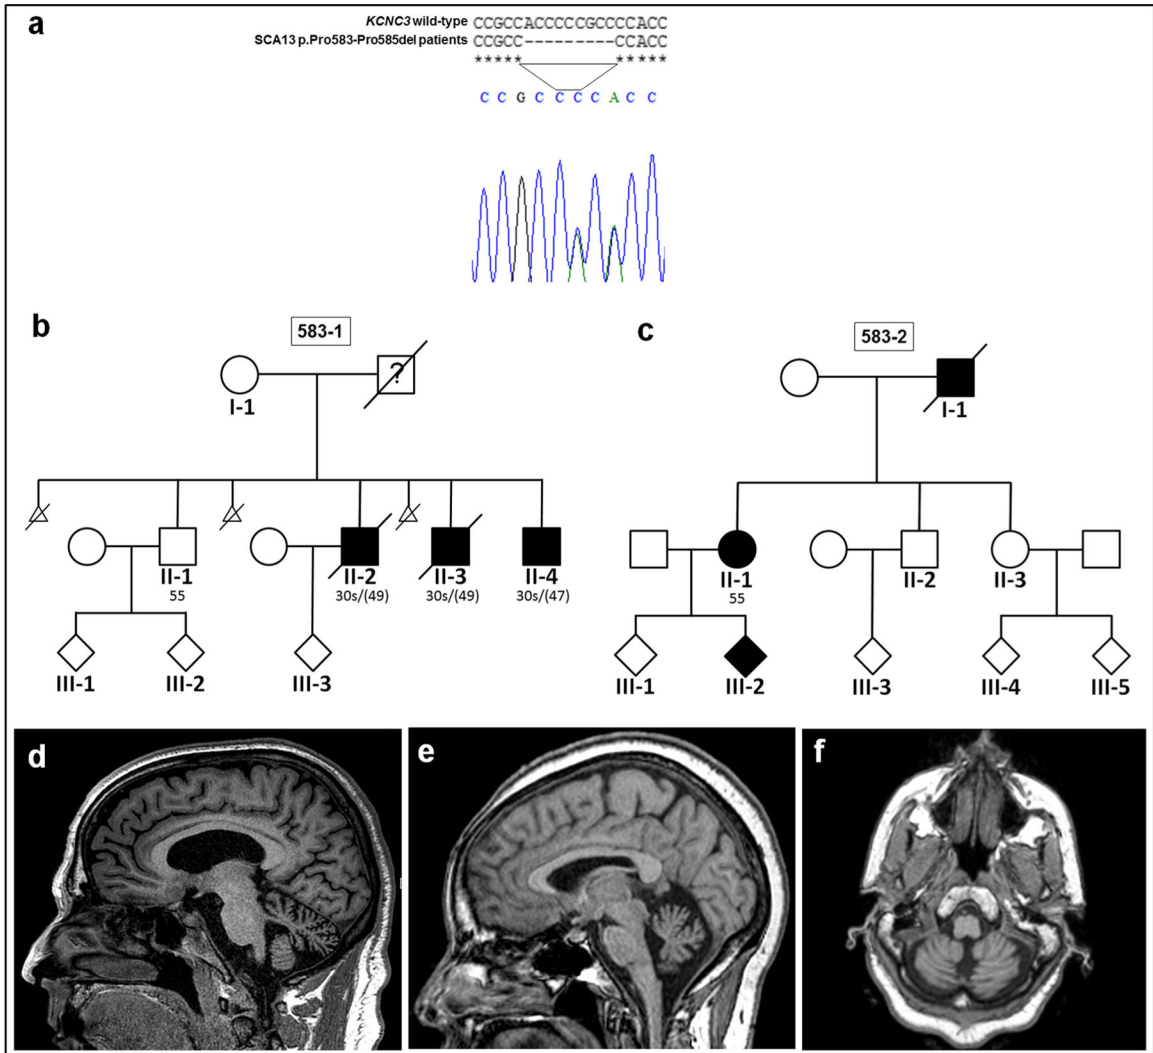 a
KCNC3 wild-type CCGCCACCCCCGCCCCACC
SCA13 p.Pro583-Pro585del patients CCGCC---------CCACC
***** *****
C C G C C C C A C C
b
583-1
?
I-1
II-1 II-2 II-3 II-4
55 30s/(49) 30s/(49) 30s/(47)
III-1 III-2 III-3
c
583-2
I-1
II-1 II-2 II-3
55
III-1 III-2 III-3 III-4 III-5
d
e
f